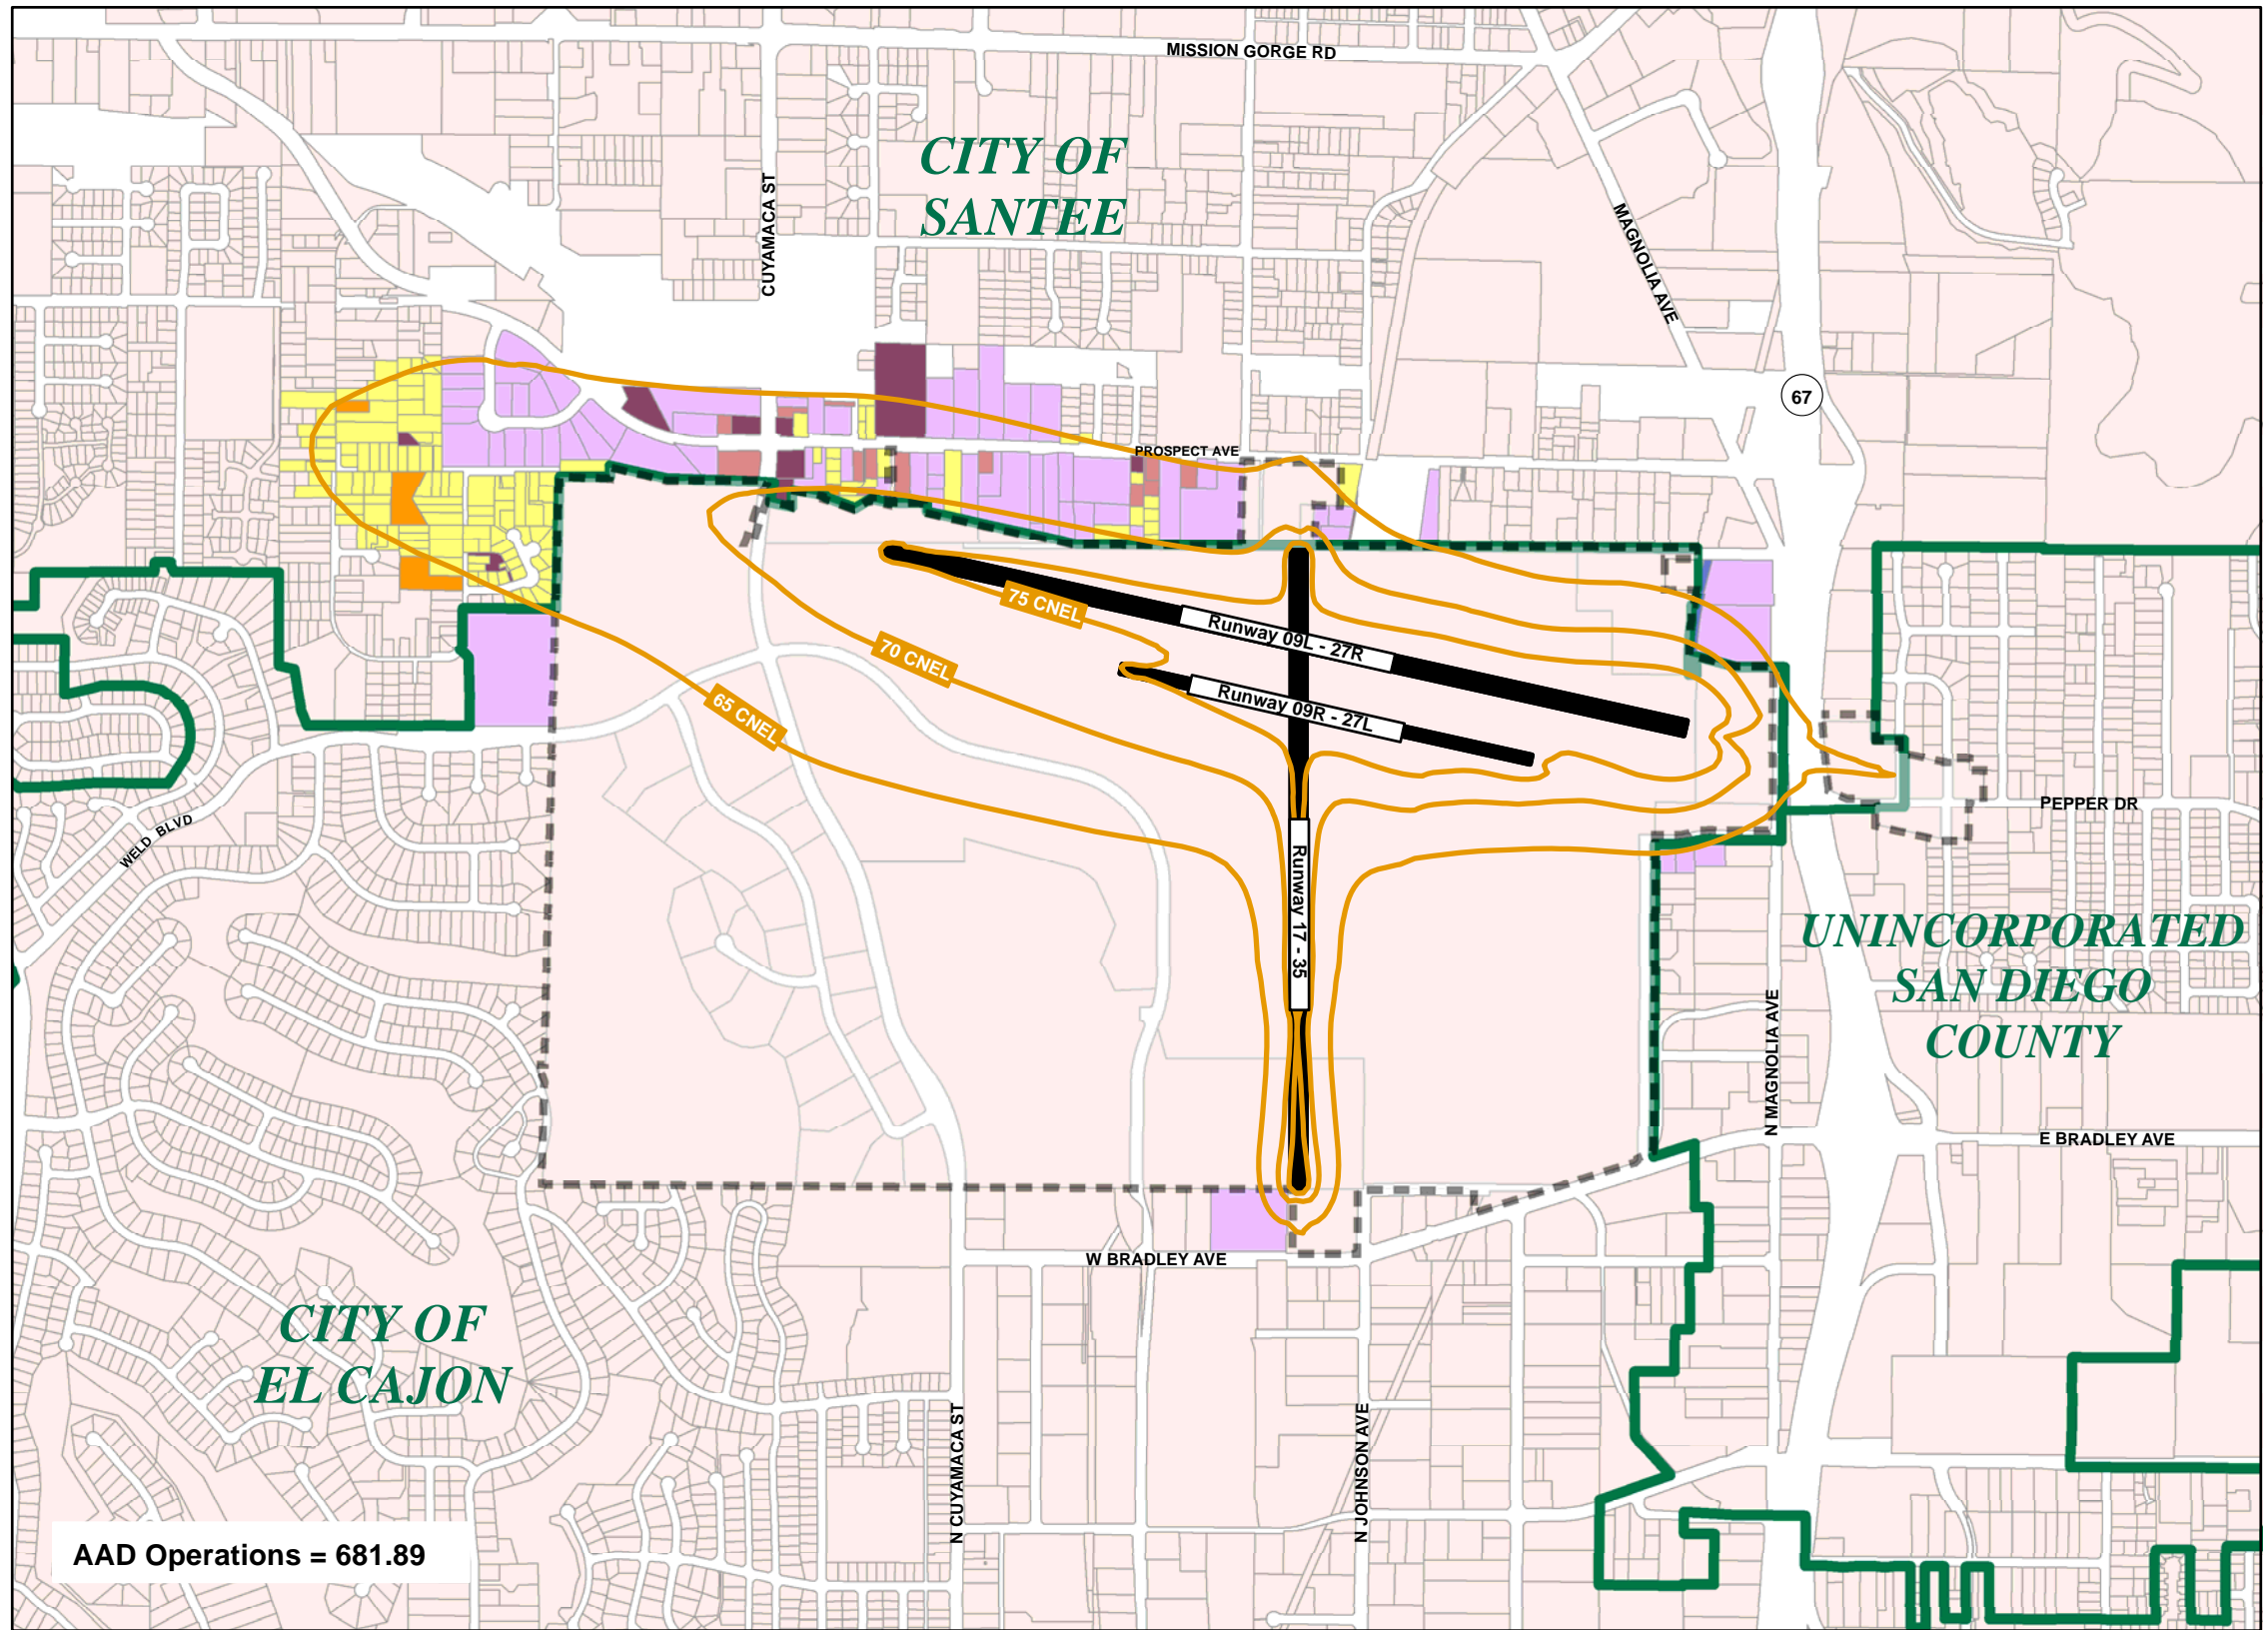 MISSION GORGE RD
CITY OF
SANTEE
CUYAMACA ST
MAGNOLIA AVE
67
PROSPECT AVE
75 CNEL
Runway 09L - 27R
70 CNEL
Runway 09R - 27L
65 CNEL
PEPPER DR
WELD BLVD
Runway 17 - 35
UNINCORPORATED
SAN DIEGO
COUNTY
N MAGNOLIA AVE
E BRADLEY AVE
W BRADLEY AVE
CITY OF
EL CAJON
N CUYAMACA ST
N JOHNSON AVE
AAD Operations = 681.89